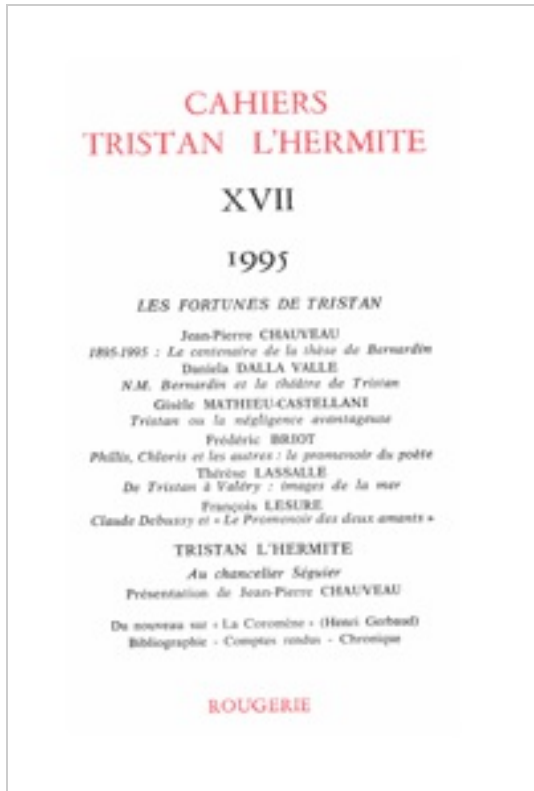 CAHIERS
TRISTAN L'HERMITE
XVII
1995
LES FORTUNES DE TRISTAN
Jean-Pierre CHAUVEAU
1895-1995 : Le centenaire de la thèse de Bernardin
Daniela DALLA VALLE
N.M. Bernardin et le théâtre de Tristan
Gisèle MATHIEU-CASTELLANI
Tristan ou la négligence avantageuse
Frédéric BRIOT
Phillis, Chloris et les autres : le promenoir du poète
Thérèse LASSALLE
De Tristan à Valéry : images de la mer
François LESURE
Claude Debussy et « Le Promenoir des deux amants »
TRISTAN L'HERMITE
Au chancelier Séguier
Présentation de Jean-Pierre CHAUVEAU
Du nouveau sur « La Coromène » (Henri Gerbaud)
Bibliographie - Comptes rendus - Chronique
ROUGERIE